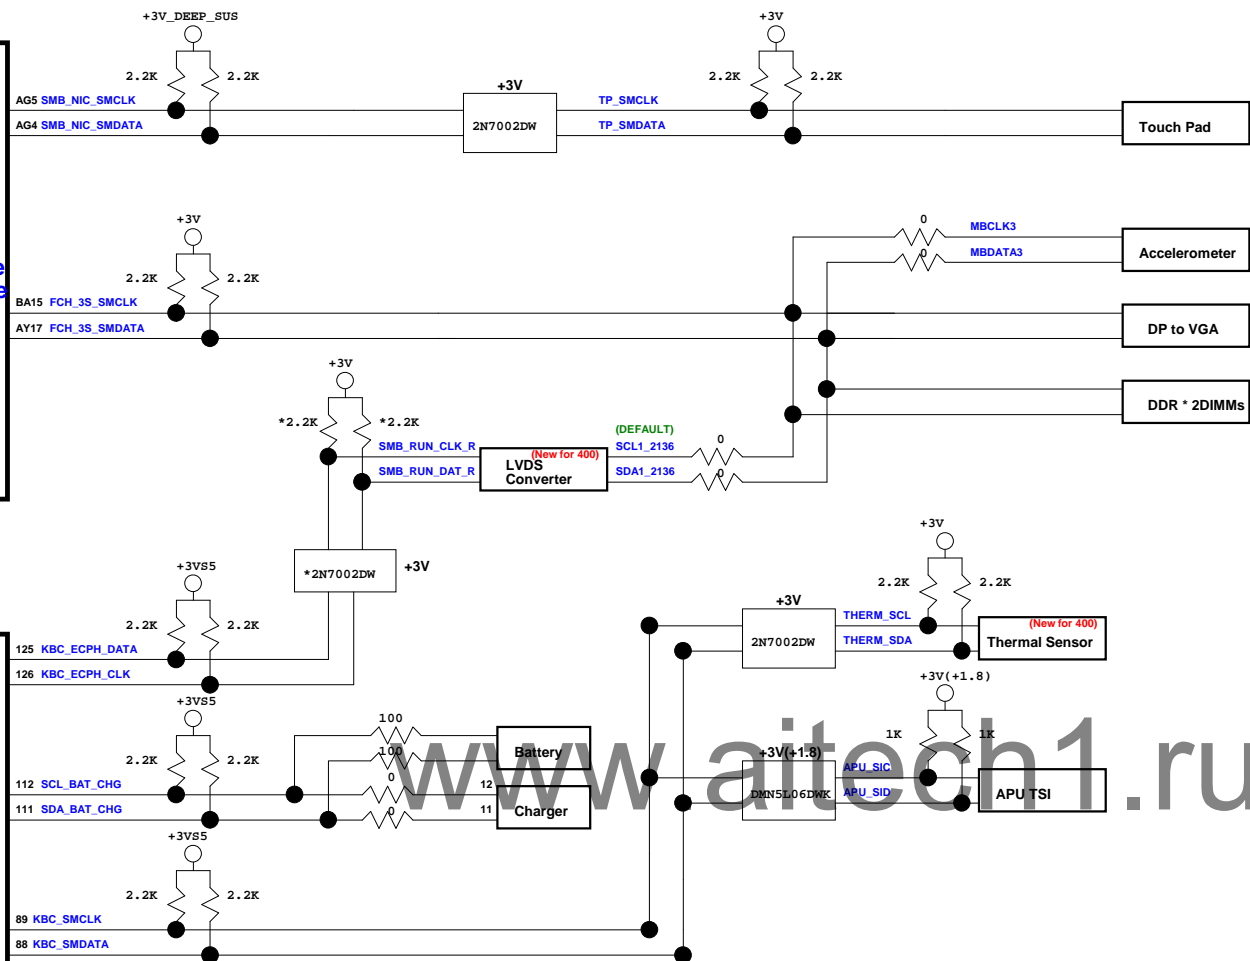 +3V_DEEP_SUS
+3V
2.2K 2.2K 2.2K 2.2K
AG5 SMB_NIC_SMCLK
+3V
TP_SMCLK
AG4 SMB_NIC_SMDATA
2N7002DW
TP_SMDATA
Touch Pad
+3V
0 MBCLK3
0 MBDATA3
Accelerometer
2.2K 2.2K
BA15 FCH_3S_SMCLK
AY17 FCH_3S_SMDATA
DP to VGA
+3V
*2.2K *2.2K
DDR * 2DIMMs
SMB_RUN_CLK_R
(New for 400)
(DEFAULT)
SCL1_2136 0
SMB_RUN_DAT_R
LVDS
Converter
SDA1_2136 0
+3V
*2N7002DW +3V
+3VS5
2.2K 2.2K
2.2K 2.2K
+3V
2N7002DW
THERM_SCL
THERM_SDA
(New for 400)
Thermal Sensor
125 KBC_ECPH_DATA
126 KBC_ECPH_CLK
+3VS5
+3V(+1.8)
2.2K 2.2K
100
100
Battery
1K 1K
+3V(+1.8)
APU_SIC
DMN5L06DWK
APU_SID
APU TSI
112 SCL_BAT_CHG
0 12
111 SDA_BAT_CHG
0 11
Charger
www.aitech1.ru
+3VS5
2.2K 2.2K
89 KBC_SMCLK
88 KBC_SMDATA